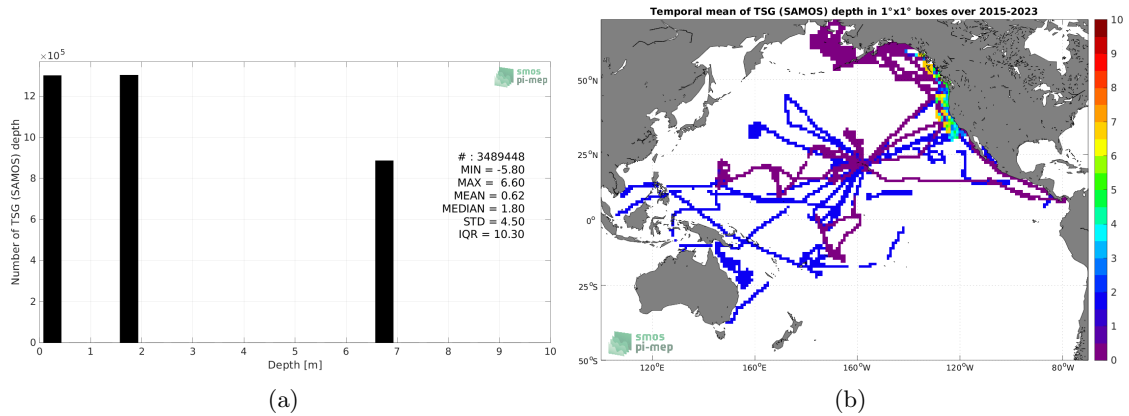 ×10⁵
12
10
8
6
4
2
0
Number of TSG (SAMOS) depth
smos
pi-mep
# : 3489448
MIN = -5.80
MAX = 6.60
MEAN = 0.62
MEDIAN = 1.80
STD = 4.50
IQR = 10.30
0 1 2 3 4 5 6 7 8 9 10
Depth [m]
(a)
Temporal mean of TSG (SAMOS) depth in 1°x1° boxes over 2015-2023
50°N
25°N
0°
25°S
50°S
120°E 160°E 160°W 120°W 80°W
smos
pi-mep
10
9
8
7
6
5
4
3
2
1
0
(b)